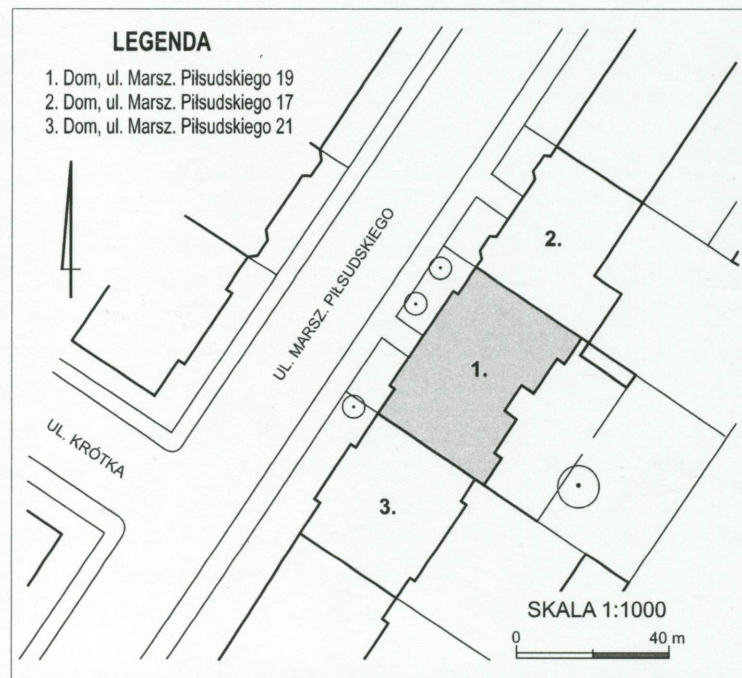 LEGENDA
1. Dom, ul. Marsz. Piłsudskiego 19
2. Dom, ul. Marsz. Piłsudskiego 17
3. Dom, ul. Marsz. Piłsudskiego 21
2.
UL. MARSZ. PIŁSUDSKIEGO
1.
UL. KRÓTKA
3.
SKALA 1:1000
0 40 m